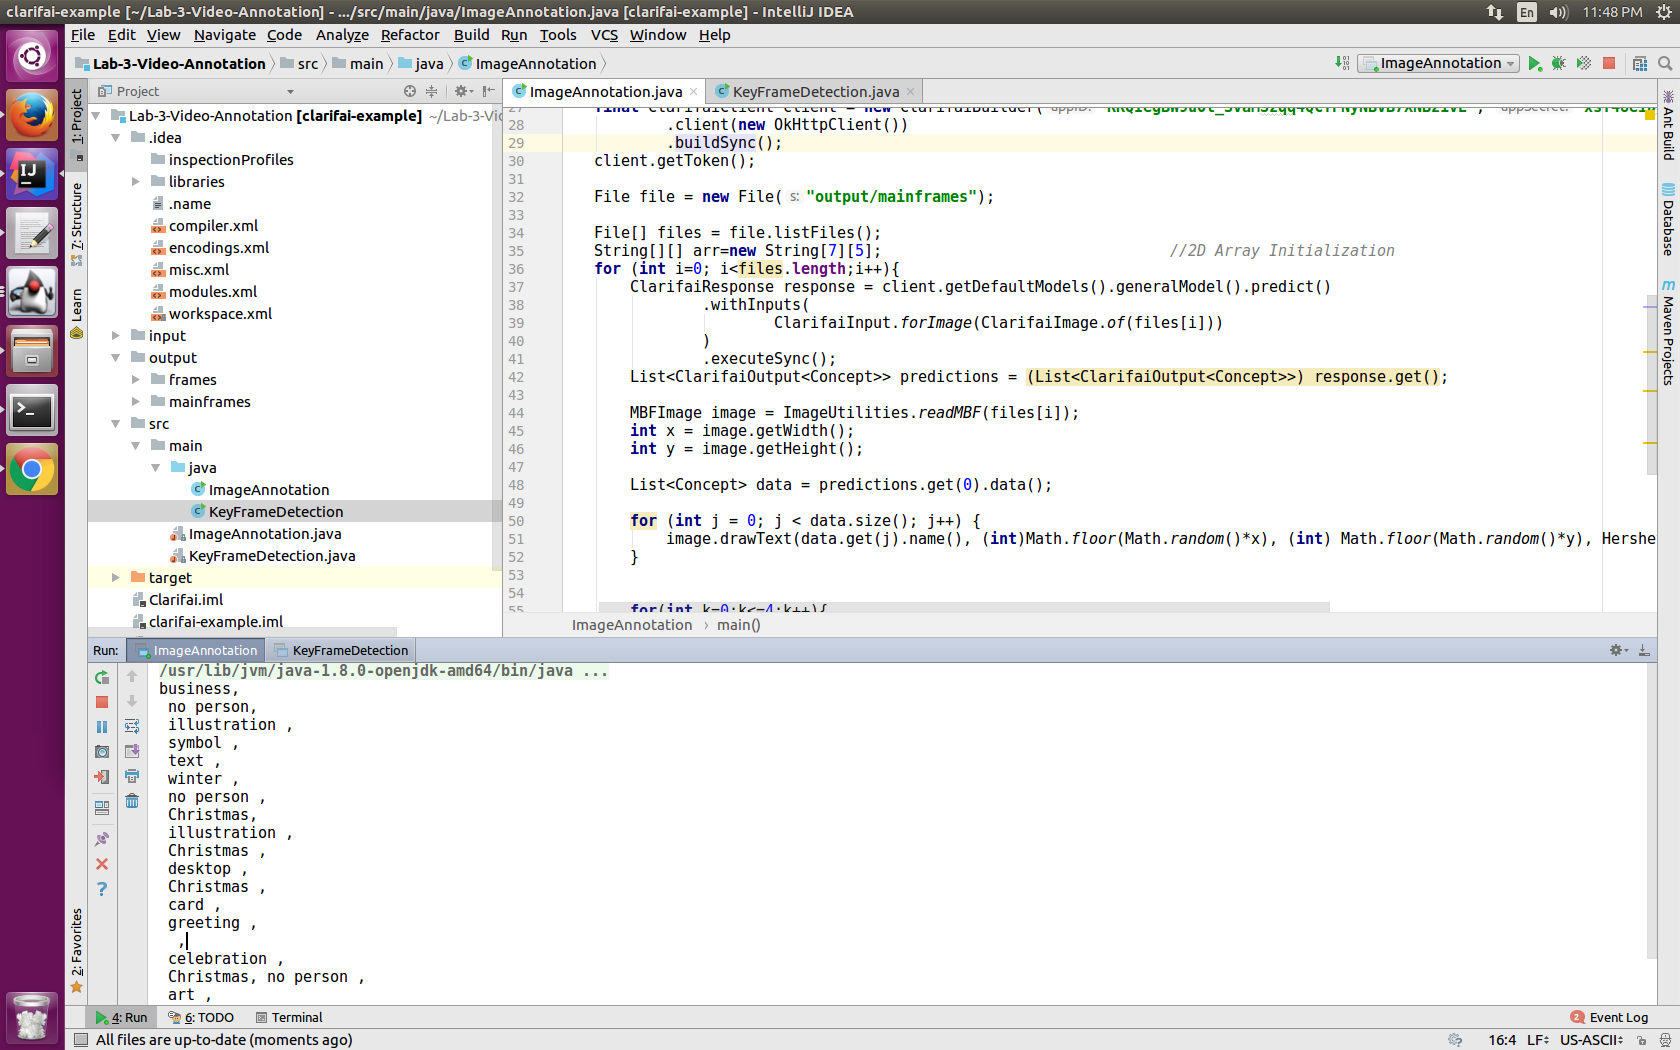 clarifai-example [~/Lab-3-Video-Annotation] - .../src/main/java/ImageAnnotation.java [clarifai-example] - IntelliJ IDEA
En
11:48 PM
File Edit View Navigate Code Analyze Refactor Build Run Tools VCS Window Help
Lab-3-Video-Annotation src main java ImageAnnotation
ImageAnnotation
Project
ImageAnnotation.java
KeyFrameDetection.java
1: Project
7: Structure
Learn
2: Favorites
Lab-3-Video-Annotation [clarifai-example] ~/Lab-3-Vi
.idea
inspectionProfiles
libraries
.name
compiler.xml
encodings.xml
misc.xml
modules.xml
workspace.xml
input
output
frames
mainframes
src
main
java
ImageAnnotation
KeyFrameDetection
ImageAnnotation.java
KeyFrameDetection.java
target
Clarifai.iml
clarifai-example.iml
27 final ClarifaiClient client = new ClarifaiBuilder(
28 .client(new OkHttpClient())
29 .buildSync();
30 client.getToken();
31
32 File file = new File( s: "output/mainframes");
33
34 File[] files = file.listFiles();
35 String[][] arr=new String[7][5]; //2D Array Initialization
36 for (int i=0; i<files.length;i++){
37 ClarifaiResponse response = client.getDefaultModels().generalModel().predict()
38 .withInputs(
39 ClarifaiInput.forImage(ClarifaiImage.of(files[i]))
40 )
41 .executeSync();
42 List<ClarifaiOutput<Concept>> predictions = (List<ClarifaiOutput<Concept>>) response.get();
43
44 MBFImage image = ImageUtilities.readMBF(files[i]);
45 int x = image.getWidth();
46 int y = image.getHeight();
47
48 List<Concept> data = predictions.get(0).data();
49
50 for (int j = 0; j < data.size(); j++) {
51 image.drawText(data.get(j).name(), (int)Math.floor(Math.random()*x), (int) Math.floor(Math.random()*y), Hershe
52 }
53
54
55 for(int k=0;k<=4;k++){
ImageAnnotation › main()
Ant Build
Database
m Maven Projects
Run: ImageAnnotation KeyFrameDetection
/usr/lib/jvm/java-1.8.0-openjdk-amd64/bin/java ...
business,
no person,
illustration ,
symbol ,
text ,
winter ,
no person ,
Christmas,
illustration ,
Christmas ,
desktop ,
Christmas ,
card ,
greeting ,
,
celebration ,
Christmas, no person ,
art ,
4: Run 6: TODO Terminal
2 Event Log
All files are up-to-date (moments ago)
16:4 LF÷ US-ASCII÷